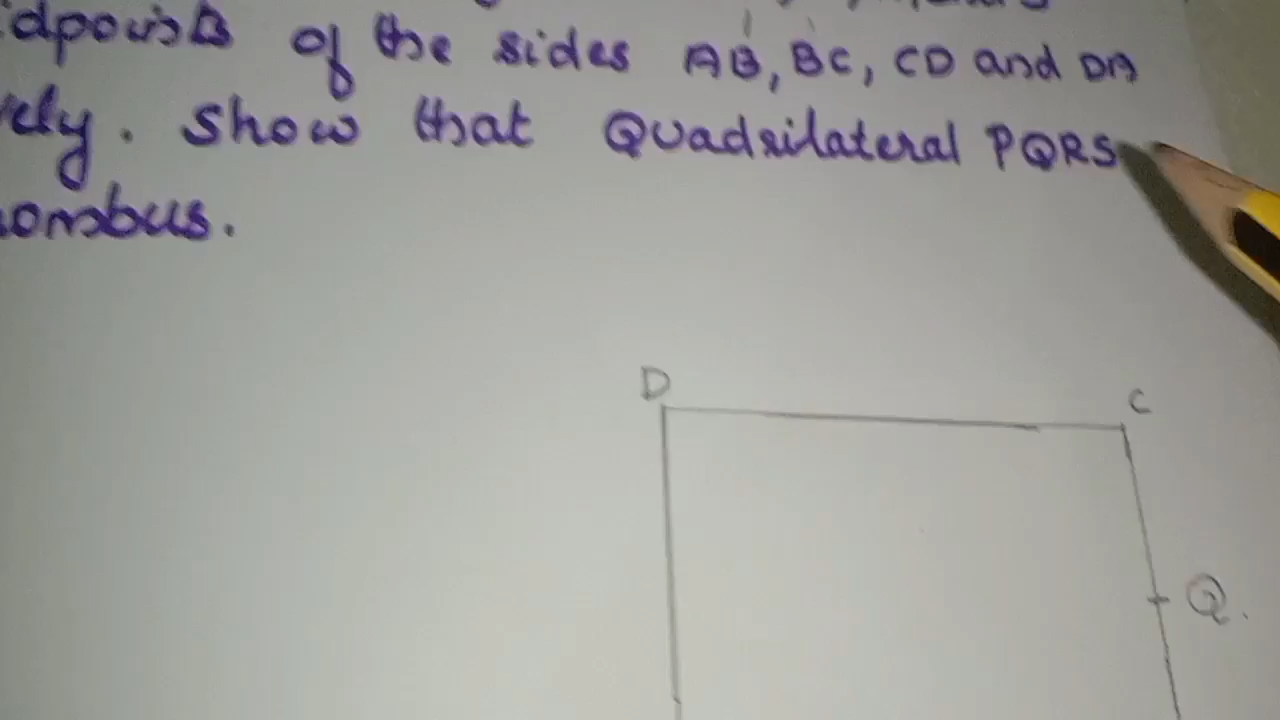 of the sides AB, BC, CD and DA
. Show that Quadrilateral PQRS
.
D
C
Q.